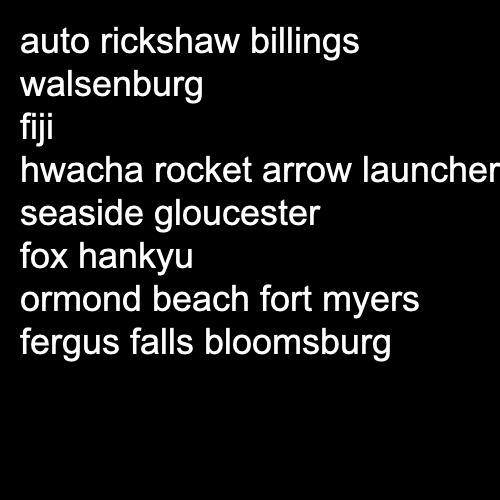 auto rickshaw billings
walsenburg
fiji
hwacha rocket arrow launcher
seaside gloucester
fox hankyu
ormond beach fort myers
fergus falls bloomsburg